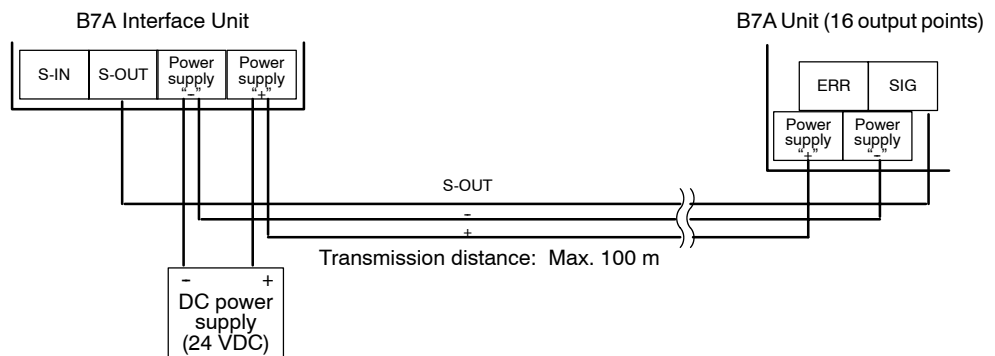 B7A Interface Unit
B7A Unit (16 output points)
S-IN
S-OUT
Power
supply
“-”
Power
supply
“+”
ERR
SIG
Power
supply
“+”
Power
supply
“-”
S-OUT
-
+
Transmission distance: Max. 100 m
- +
DC power
supply
(24 VDC)